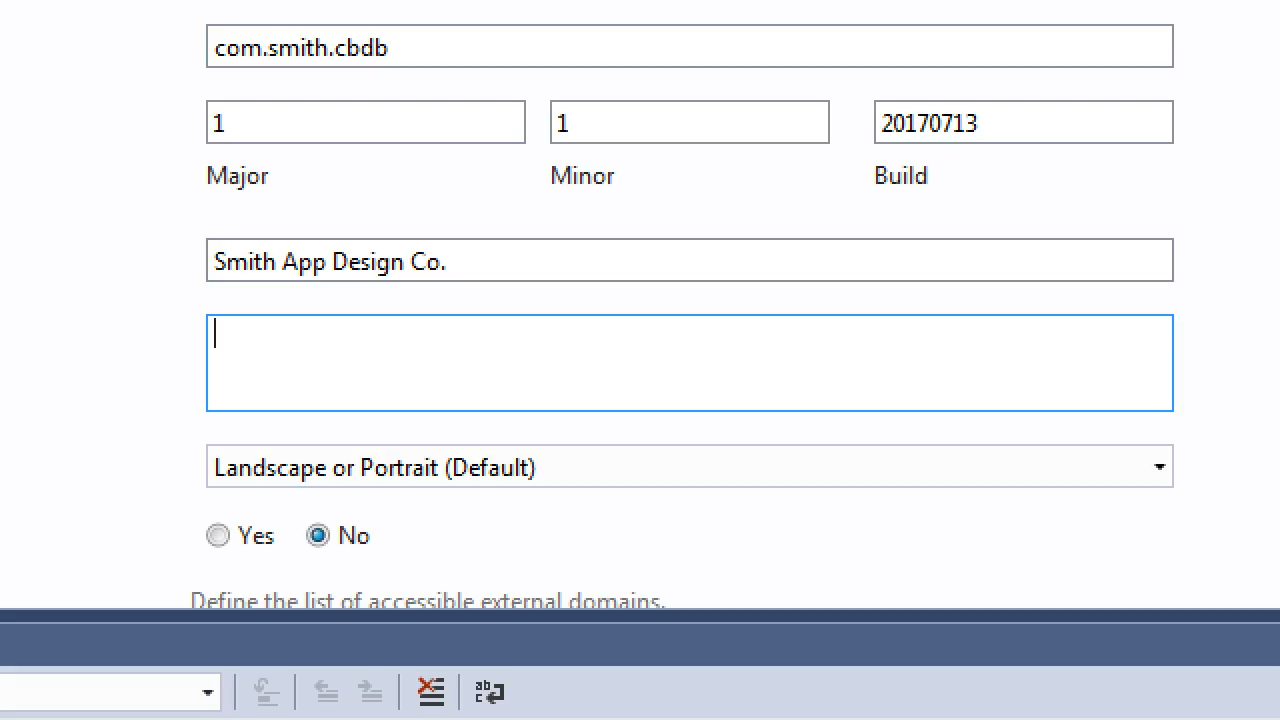 com.smith.cbdb
1 1 20170713
Major Minor Build
Smith App Design Co.
Landscape or Portrait (Default)
Yes No
Define the list of accessible external domains.
ab
c